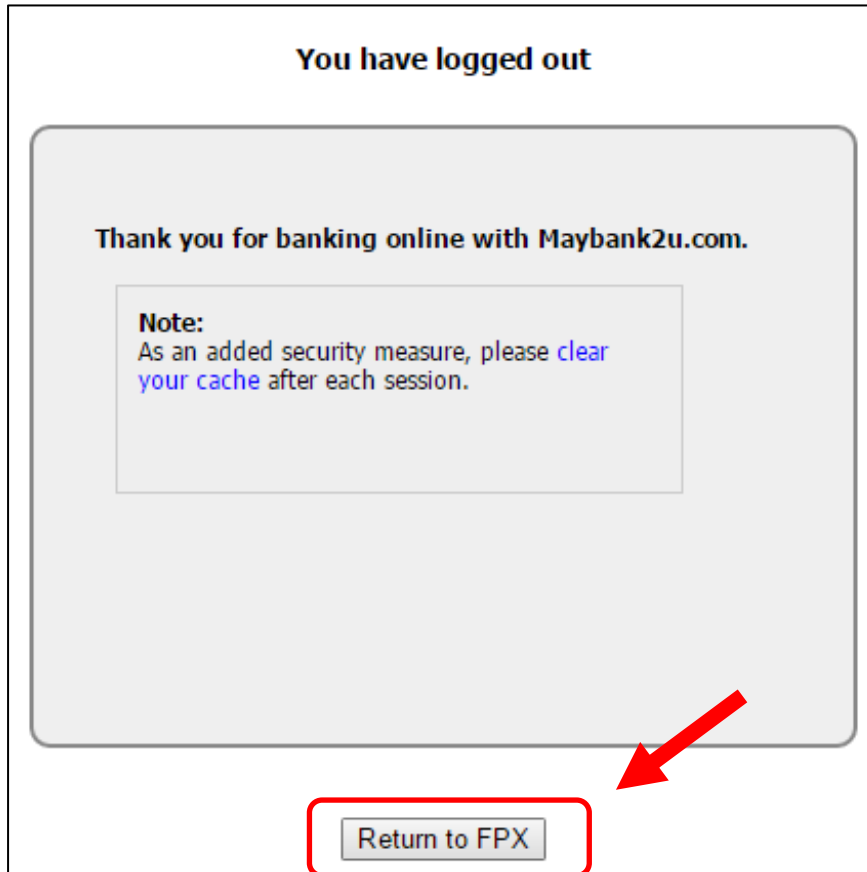 You have logged out
Thank you for banking online with Maybank2u.com.
Note:
As an added security measure, please clear
your cache after each session.
Return to FPX